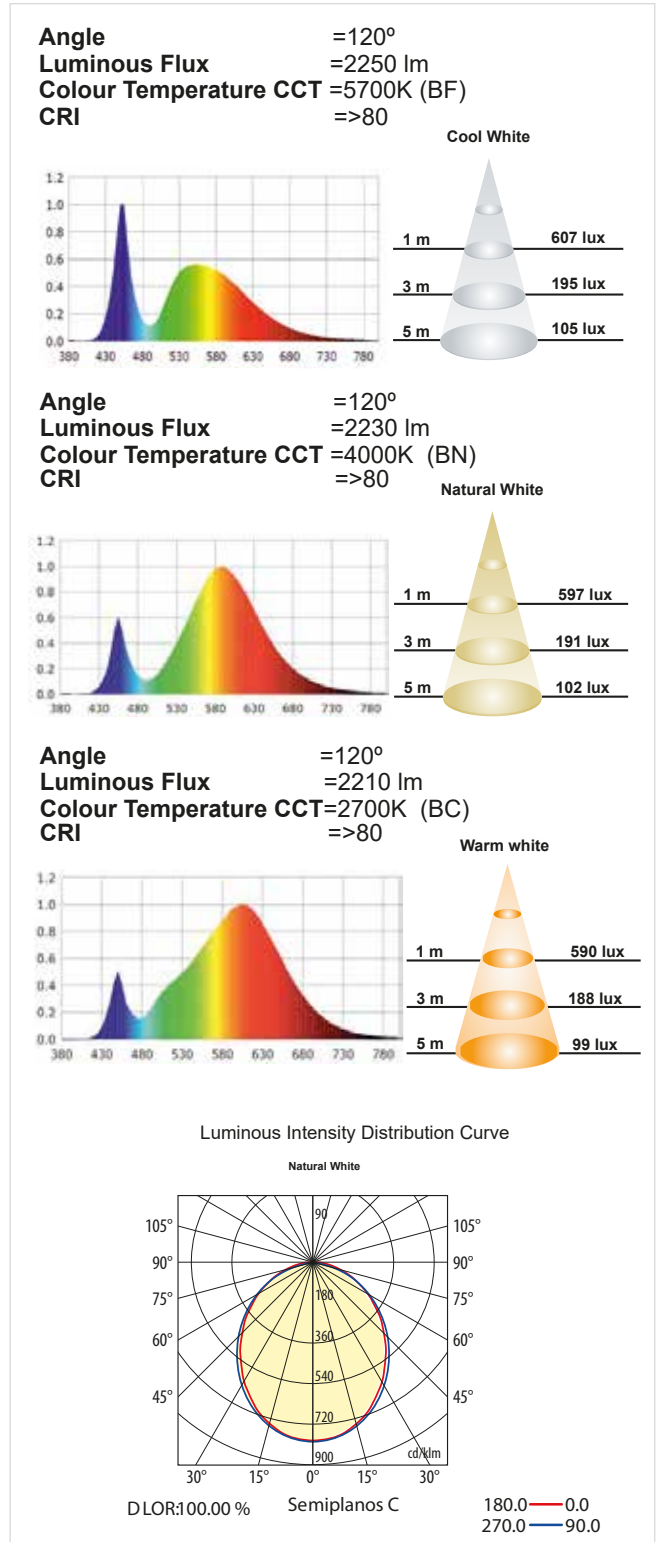 Angle =120º
Luminous Flux =2250 lm
Colour Temperature CCT =5700K (BF)
CRI =>80
Cool White
1.2
1.0
0.8
0.6
0.4
0.2
0.0
380 430 480 530 580 630 680 730 780
1 m 607 lux
3 m 195 lux
5 m 105 lux
Angle =120º
Luminous Flux =2230 lm
Colour Temperature CCT =4000K (BN)
CRI =>80
Natural White
1.2
1.0
0.8
0.6
0.4
0.2
0.0
380 430 480 530 580 630 680 730 780
1 m 597 lux
3 m 191 lux
5 m 102 lux
Angle =120º
Luminous Flux =2210 lm
Colour Temperature CCT=2700K (BC)
CRI =>80
Warm white
1.2
1.0
0.8
0.6
0.4
0.2
0.0
380 430 480 530 580 630 680 730 780
1 m 590 lux
3 m 188 lux
5 m 99 lux
Luminous Intensity Distribution Curve
Natural White
90
105° 105°
90° 90°
75° 180 75°
60° 360 60°
45° 540 45°
720
900 cd/klm
30° 15° 0° 15° 30°
DLOR:100.00 % Semiplanos C 180.0 0.0
270.0 90.0